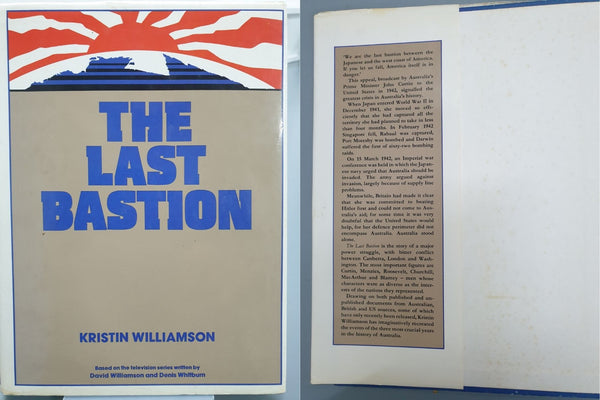 THE
LAST
BASTION
KRISTIN WILLIAMSON
Based on the television series written by
David Williamson and Denis Whitburn
'We are the last bastion between the
Japanese and the west coast of America.
If you let us fall, America itself is in
danger.'
This appeal, broadcast by Australia's
Prime Minister John Curtin to the
United States in 1942, signalled the
greatest crisis in Australia's history.
When Japan entered World War II in
December 1941, she moved so effi-
ciently that she had captured all the
territory she had planned to take in less
than four months. In February 1942
Singapore fell, Rabaul was captured,
Port Moresby was bombed and Darwin
suffered the first of sixty-two bombing
raids.
On 15 March 1942, an Imperial war
conference was held in which the Japan-
ese navy urged that Australia should be
invaded. The army argued against
invasion, largely because of supply line
problems.
Meanwhile, Britain had made it clear
that she was committed to beating
Hitler first and could not come to Aus-
tralia's aid; for some time it was very
doubtful that the United States would
help, for her defence perimeter did not
encompass Australia. Australia stood
alone.
The Last Bastion is the story of a major
power struggle, with bitter conflict
between Canberra, London and Wash-
ington. The most important figures are
Curtin, Menzies, Roosevelt, Churchill,
MacArthur and Blamey – men whose
characters were as diverse as the inter-
ests of the nations they represented.
Drawing on both published and un-
published documents from Australian,
British and US sources, some of which
have only recently been released, Kristin
Williamson has imaginatively recreated
the events of the three most crucial years
in the history of Australia.